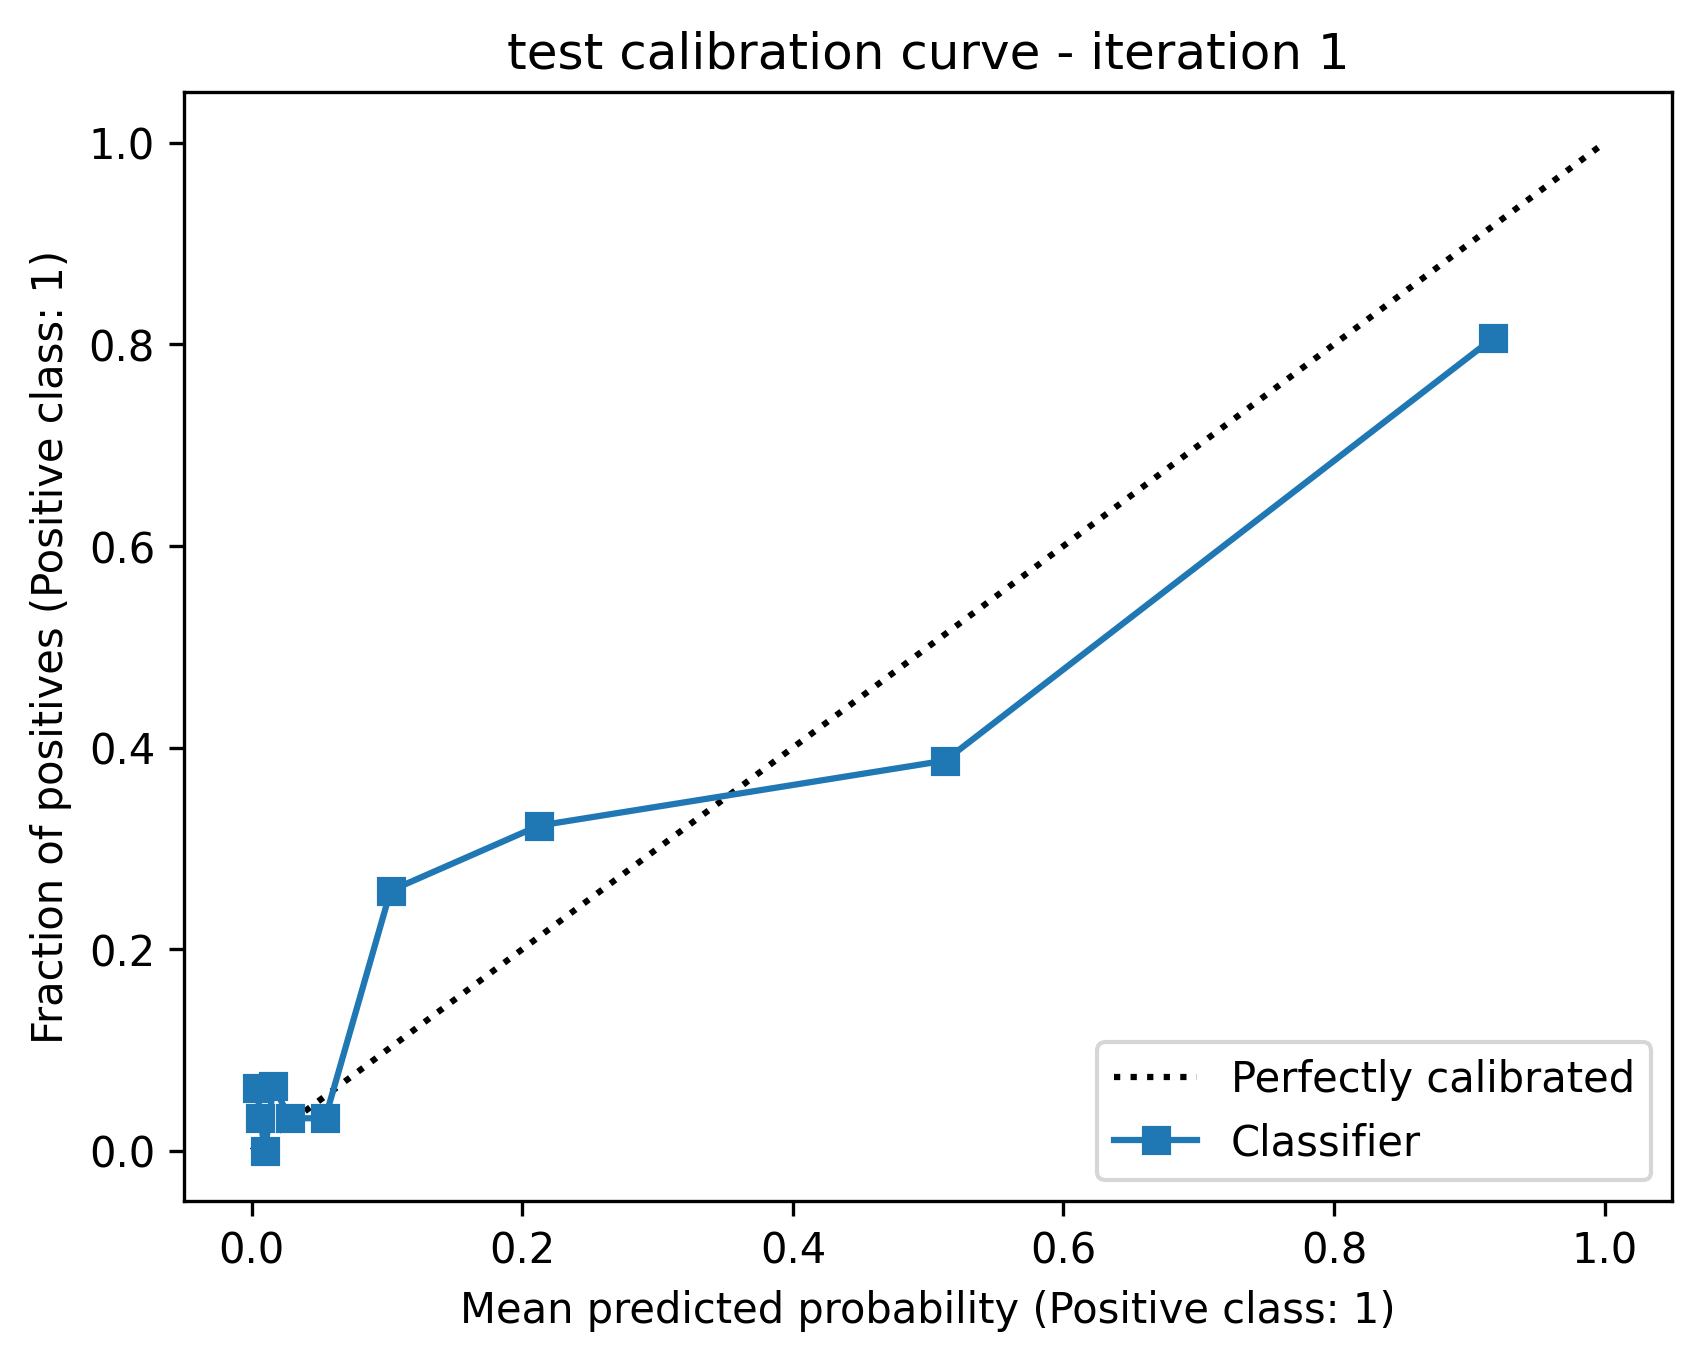 test calibration curve - iteration 1
Fraction of positives (Positive class: 1)
1.0
0.8
0.6
0.4
0.2
0.0
0.0 0.2 0.4 0.6 0.8 1.0
Mean predicted probability (Positive class: 1)
Perfectly calibrated
Classifier